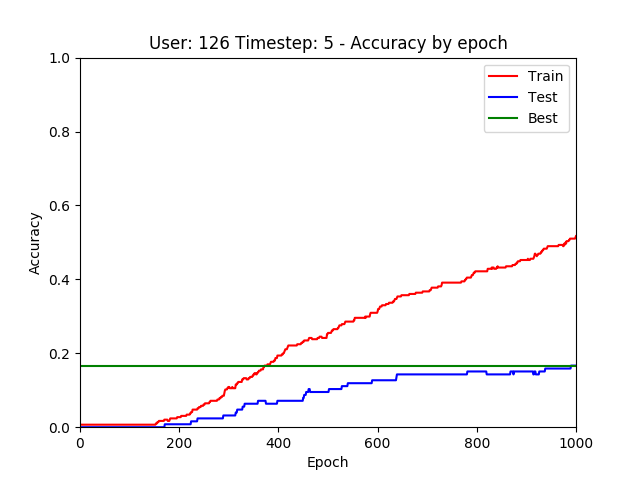 User: 126 Timestep: 5 - Accuracy by epoch
1.0
0.8
0.6
0.4
0.2
0.0
Accuracy
Train
Test
Best
0 200 400 600 800 1000
Epoch